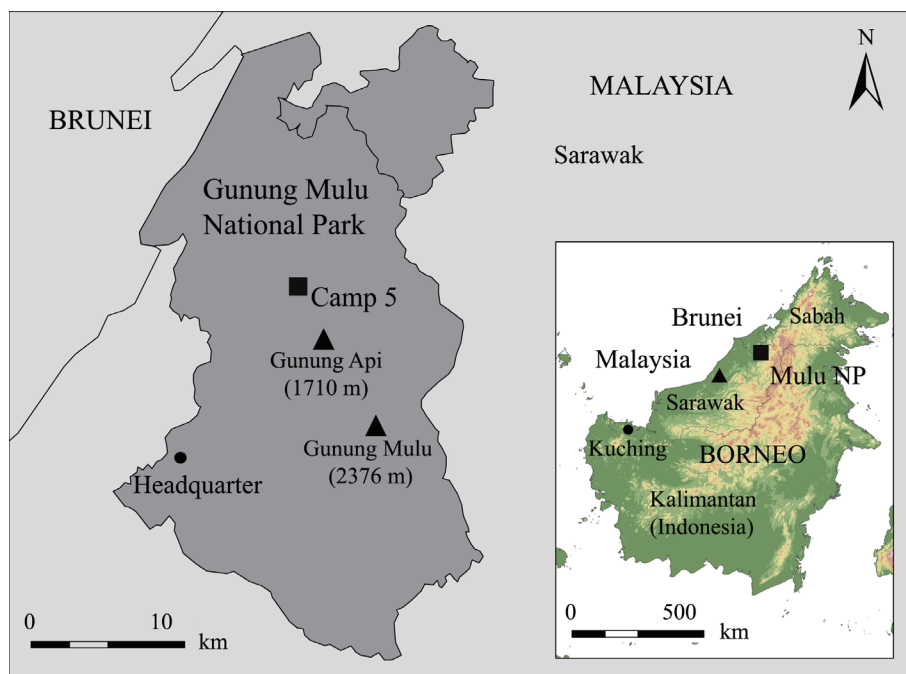 N
BRUNEI
MALAYSIA
Sarawak
Gunung Mulu
National Park
Camp 5
Gunung Api
(1710 m)
Gunung Mulu
(2376 m)
Headquarter
0 10
km
Sabah
Brunei
Malaysia
Mulu NP
Sarawak
Kuching
BORNEO
Kalimantan
(Indonesia)
0 500
km